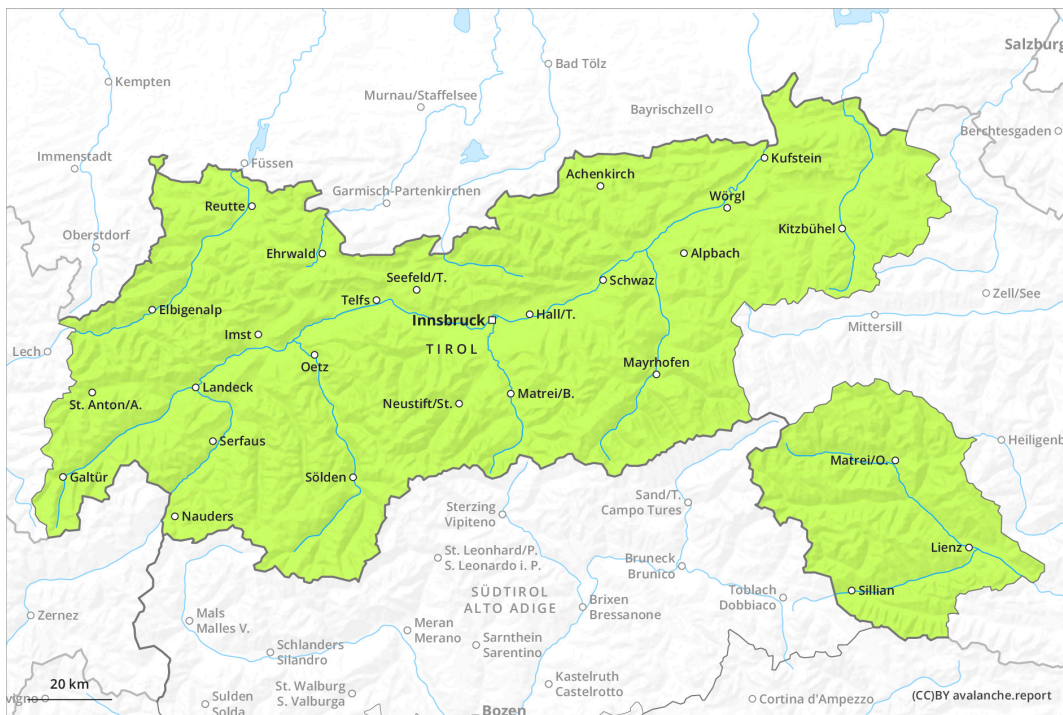 Salzburg
Kempten
Bad Tölz
Murnau/Staffelsee
Bayrischzell
Berchtesgaden
Immenstadt
Füssen
Kufstein
Achenkirch
Garmisch-Partenkirchen
Wörgl
Reutte
Oberstdorf
Kitzbühel
Ehrwald
Alpbach
Seefeld/T.
Schwaz
Zell/See
Telfs
Elbigenalp
Innsbruck
Hall/T.
Mittersill
Imst
TIROL
Lech
Oetz
Mayrhofen
Landeck
St. Anton/A.
Neustift/St.
Matrei/B.
Serfaus
Heiligenb
Matrei/O.
Galtür
Sölden
Sand/T.
Campo Tures
Sterzing
Vipiteno
Nauders
Lienz
St. Leonhard/P.
S. Leonardo i. P.
Bruneck
Brunico
Sillian
SÜDTIROL
ALTO ADIGE
Toblach
Dobbiaco
Brixen
Bressanone
Zernez
Mals
Malles V.
Meran
Merano
Sarnthein
Sarentino
Schlanders
Silandro
Kastelruth
Castelrotto
20 km
St. Walburg
S. Valburga
vigno
Sulden
Solda
Cortina d'Ampezzo
(CC)BY avalanche.report
Bozen